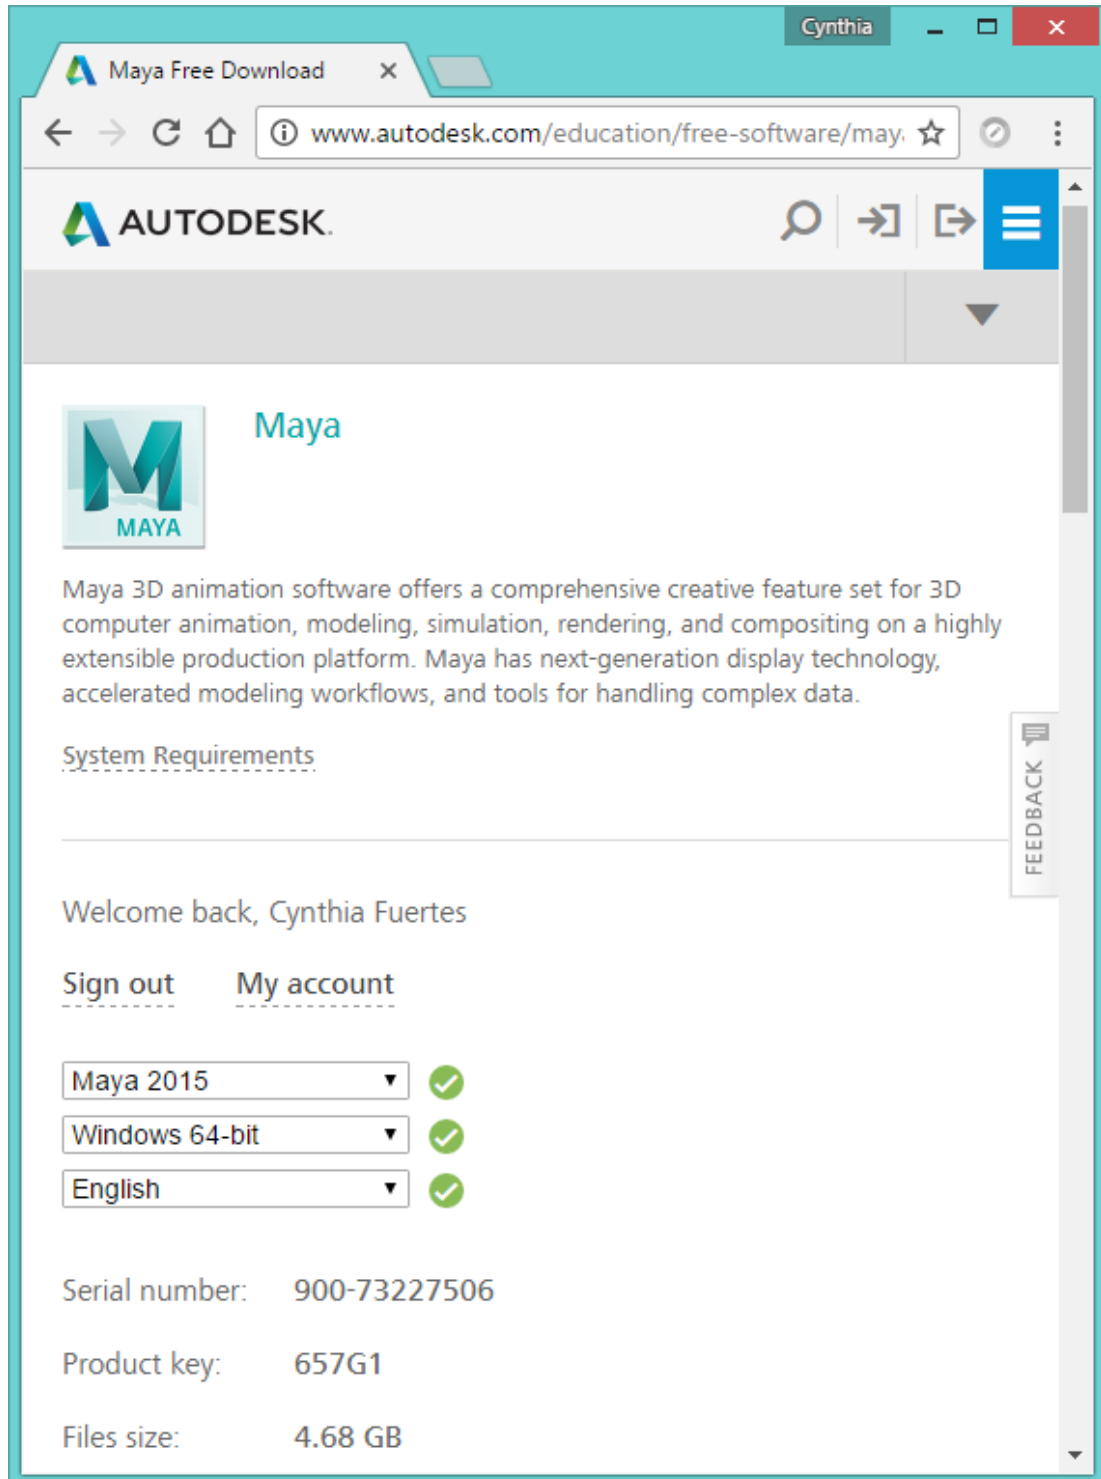 Cynthia
Maya Free Download
www.autodesk.com/education/free-software/may
AUTODESK.
Maya
MAYA
Maya 3D animation software offers a comprehensive creative feature set for 3D
computer animation, modeling, simulation, rendering, and compositing on a highly
extensible production platform. Maya has next-generation display technology,
accelerated modeling workflows, and tools for handling complex data.
System Requirements
FEEDBACK
Welcome back, Cynthia Fuertes
Sign out My account
Maya 2015
Windows 64-bit
English
Serial number: 900-73227506
Product key: 657G1
Files size: 4.68 GB